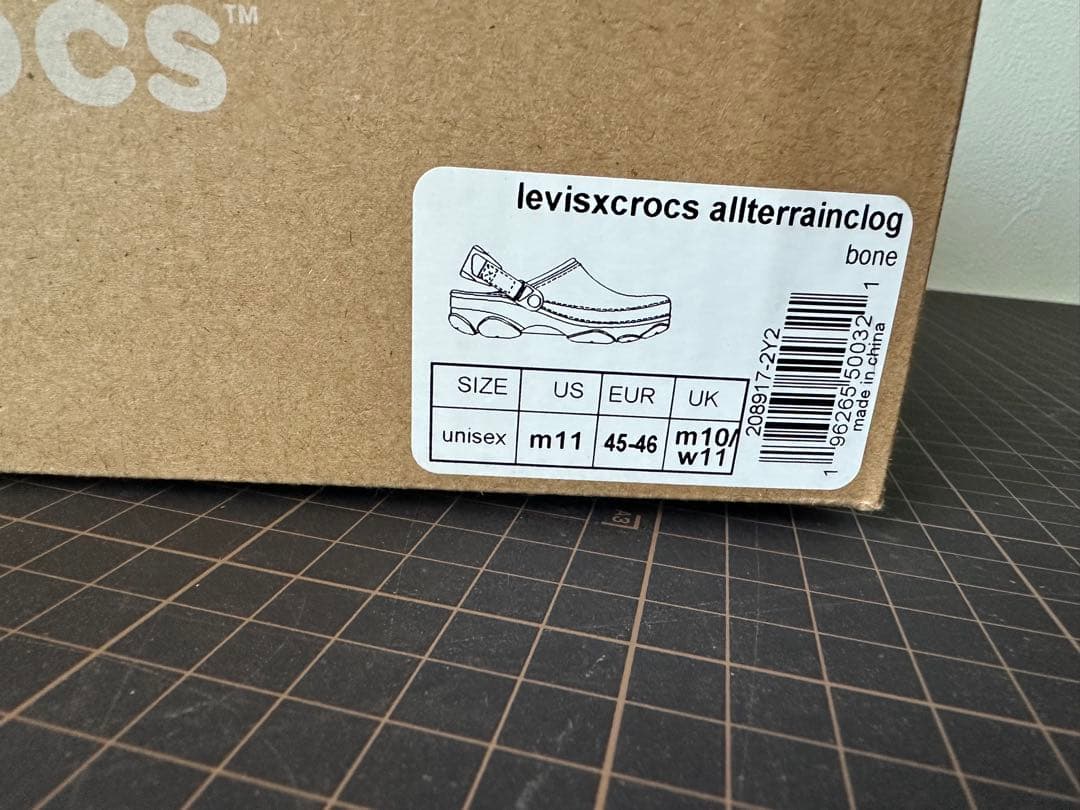 ocs™
levisxcrocs allterrainclog
bone
SIZE US EUR UK
unisex m11 45-46 m10/
w11
208917-2Y2
1 96265 50032 1
made in china
A3